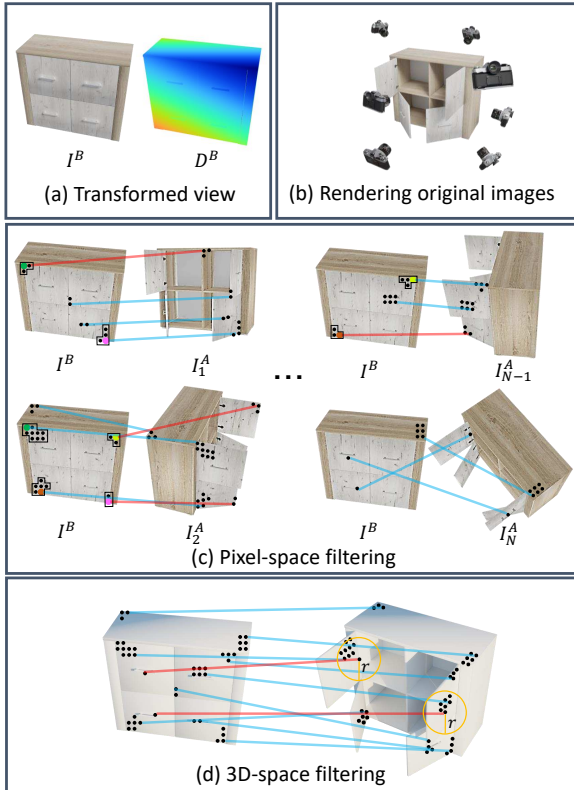 I^B D^B
(a) Transformed view
(b) Rendering original images
I^B I_1^A ... I^B I_{N-1}^A
I^B I_2^A I^B I_N^A
(c) Pixel-space filtering
r
r
(d) 3D-space filtering